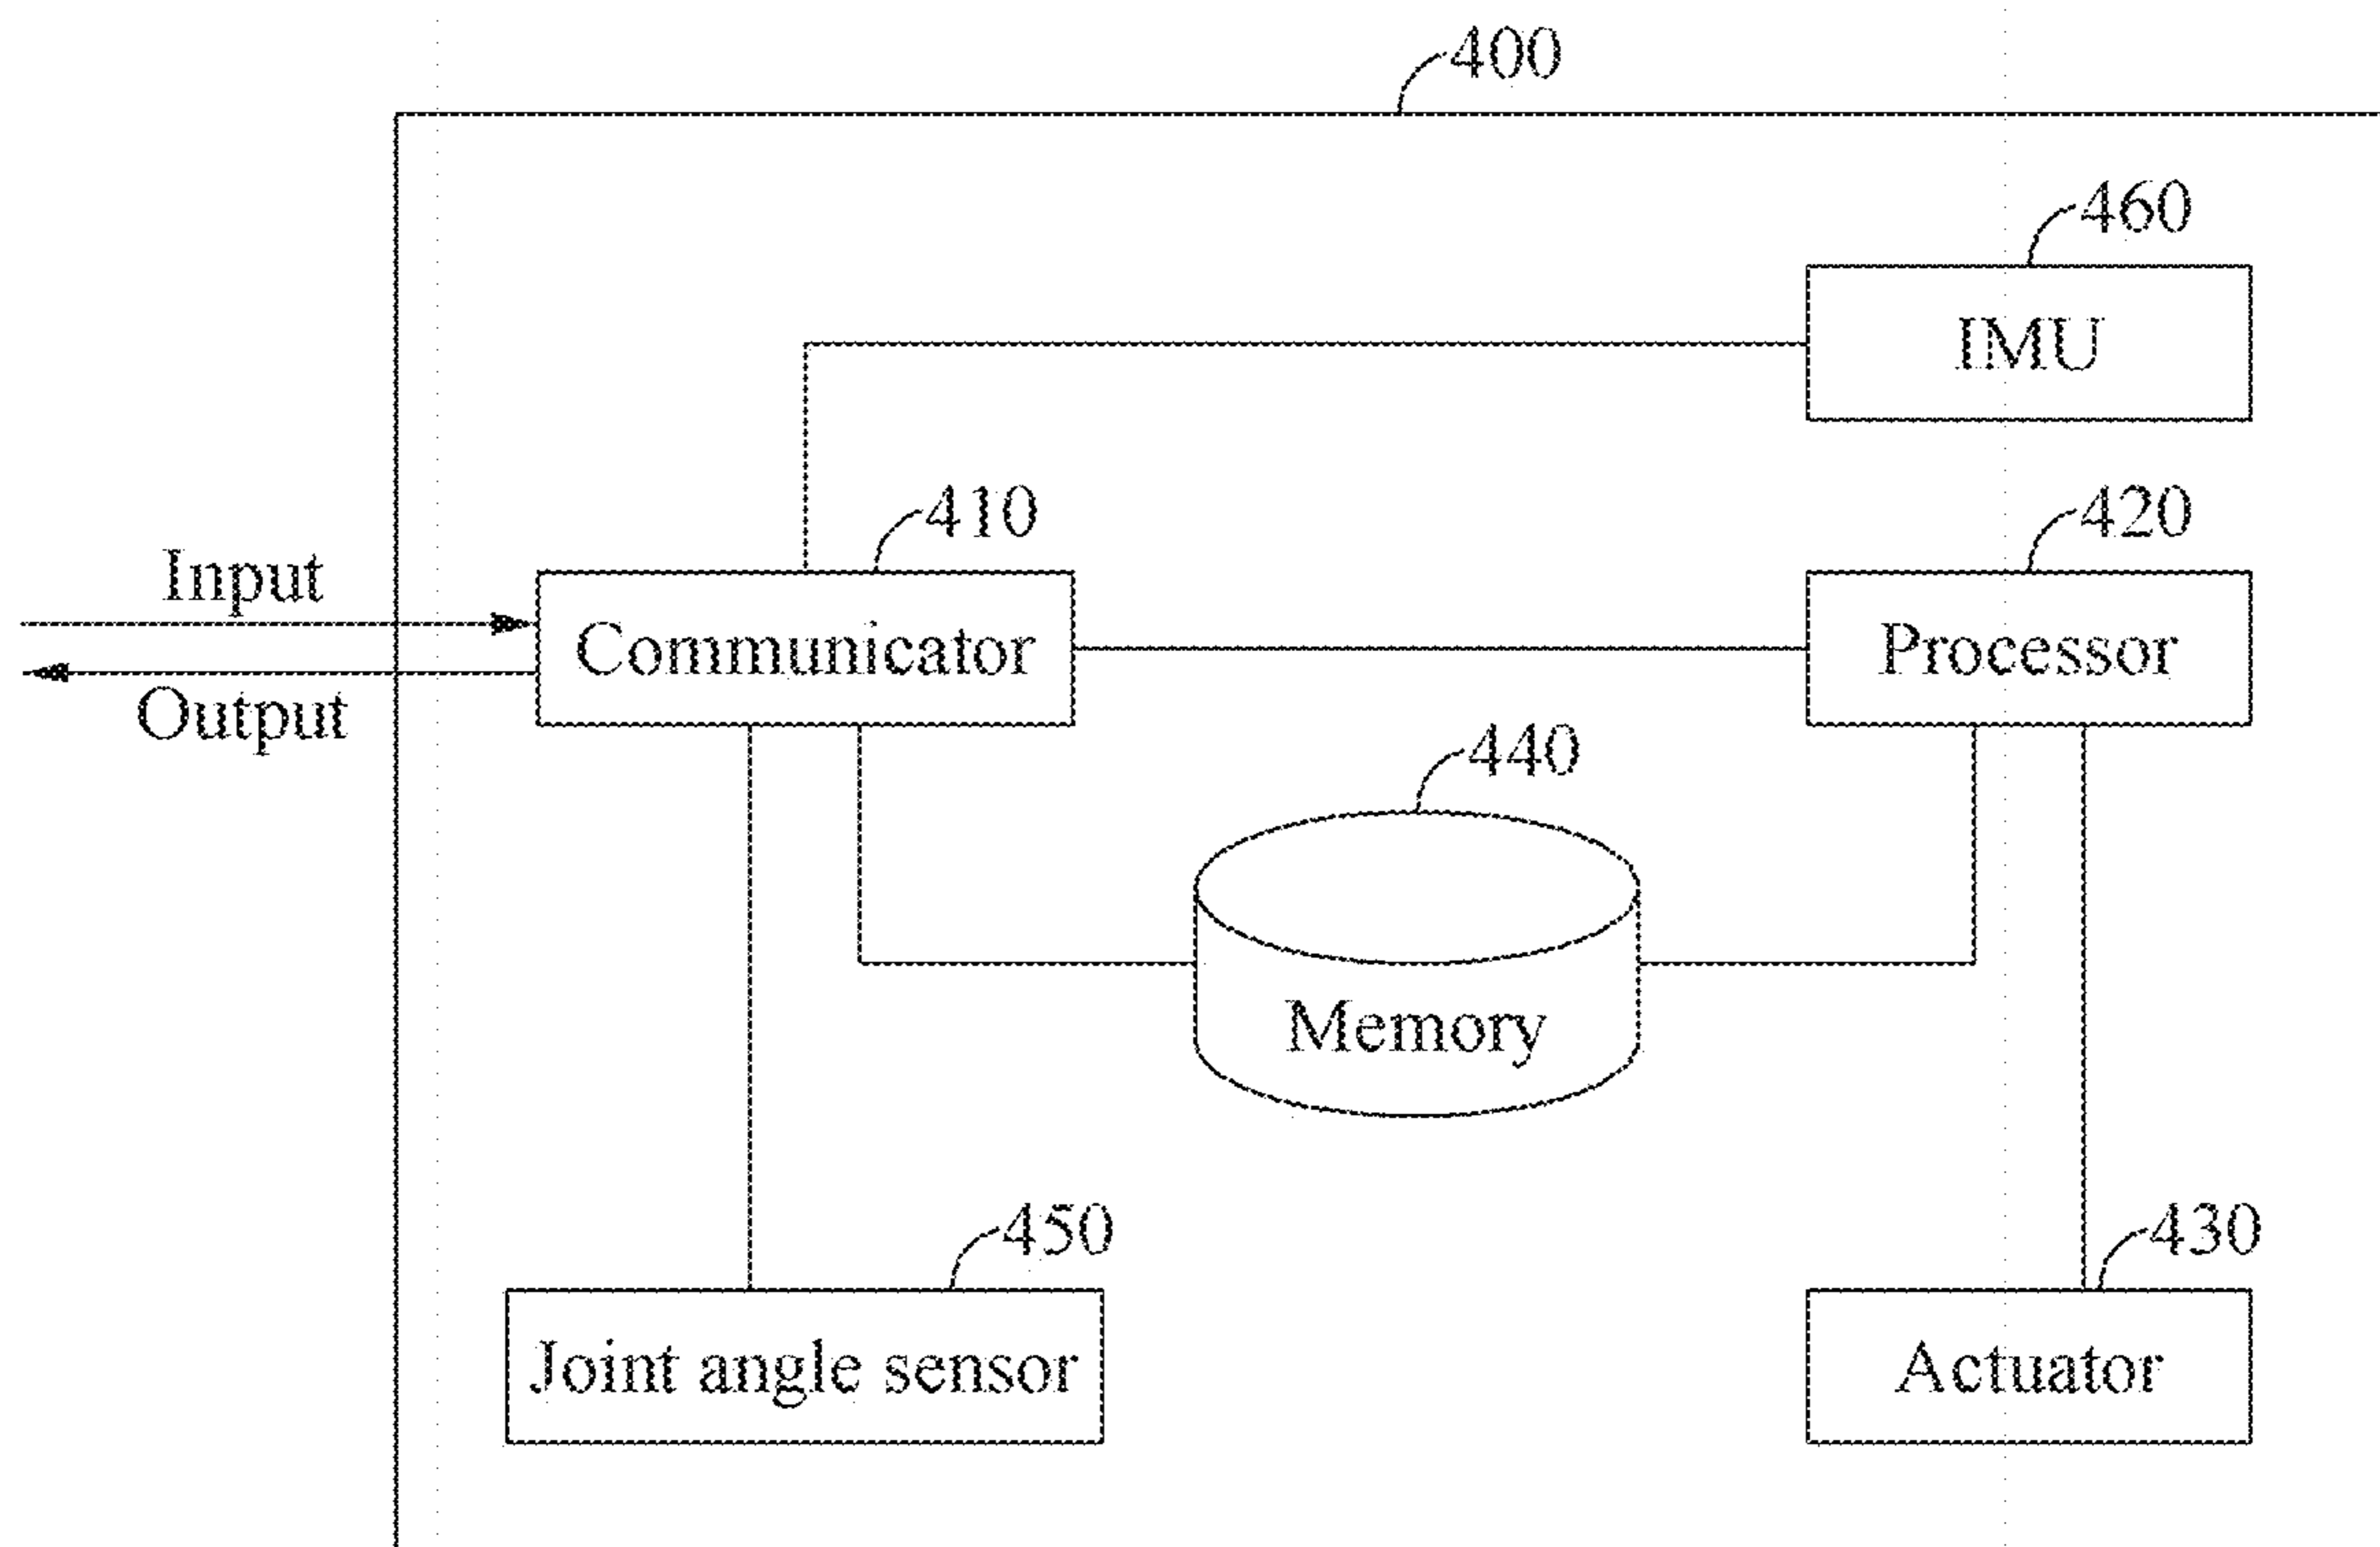 400
460
IMU
410
420
Input
Communicator
Processor
Output
440
Memory
450
430
Joint angle sensor
Actuator